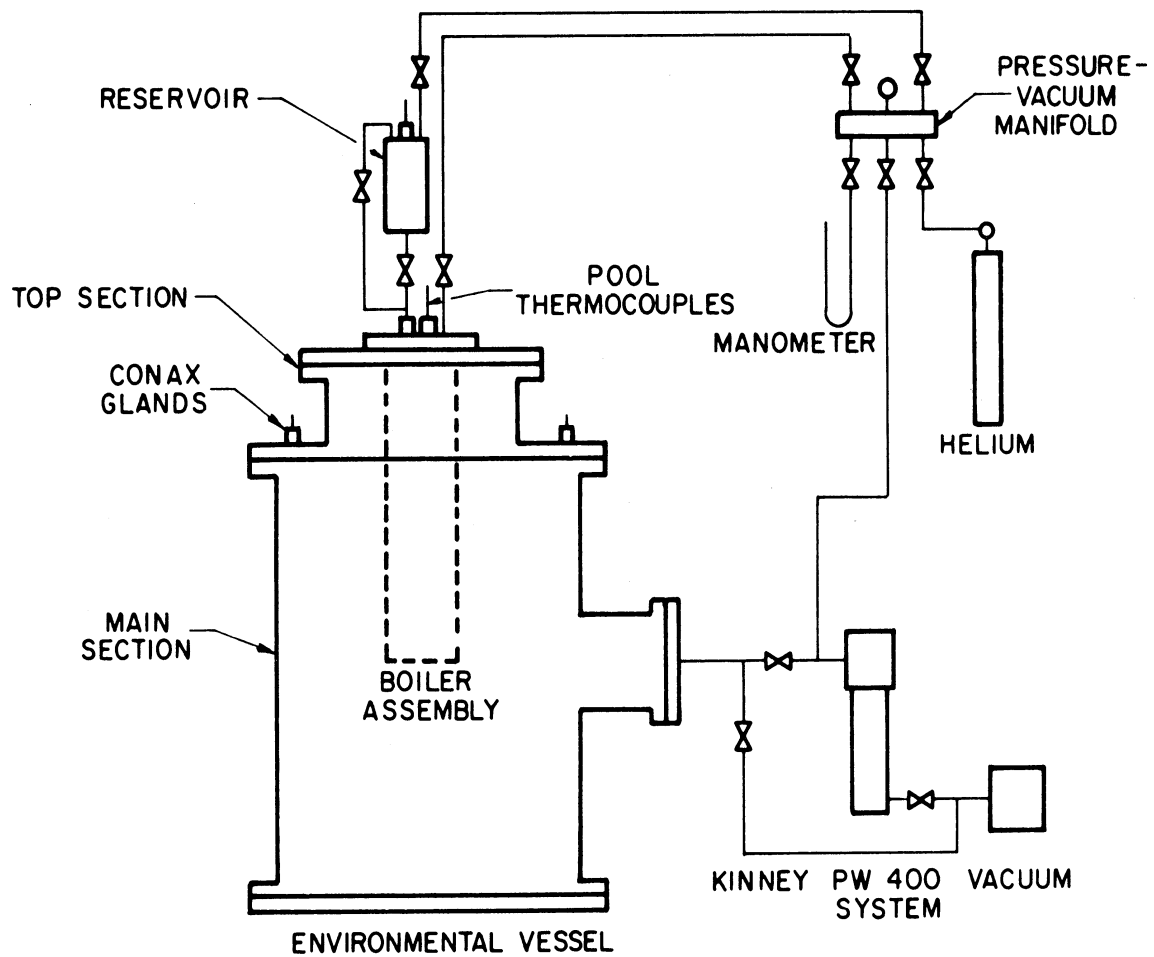 PRESSURE-
VACUUM
MANIFOLD
RESERVOIR
POOL
THERMOCOUPLES
TOP SECTION
MANOMETER
CONAX
GLANDS
HELIUM
MAIN
SECTION
BOILER
ASSEMBLY
KINNEY PW 400 VACUUM
SYSTEM
ENVIRONMENTAL VESSEL